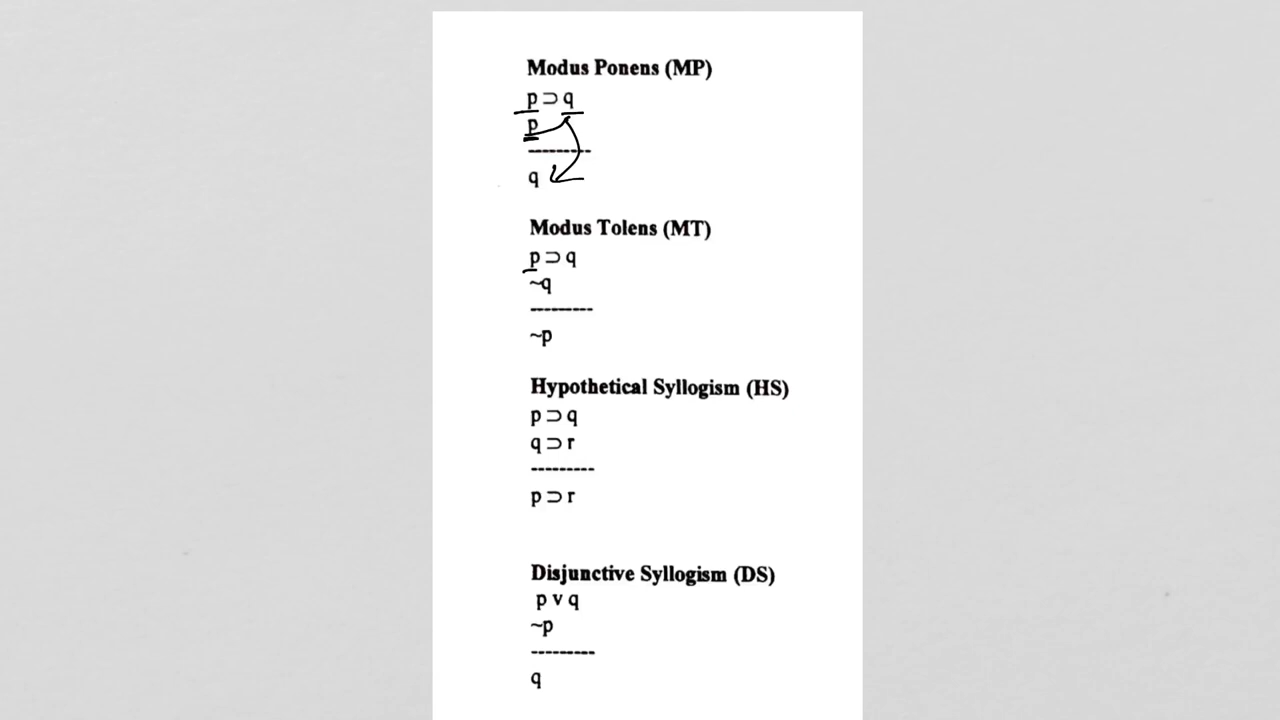 Modus Ponens (MP)
p ⊃ q
p
---------
q
Modus Tolens (MT)
p ⊃ q
~q
---------
~p
Hypothetical Syllogism (HS)
p ⊃ q
q ⊃ r
---------
p ⊃ r
Disjunctive Syllogism (DS)
p v q
~p
---------
q